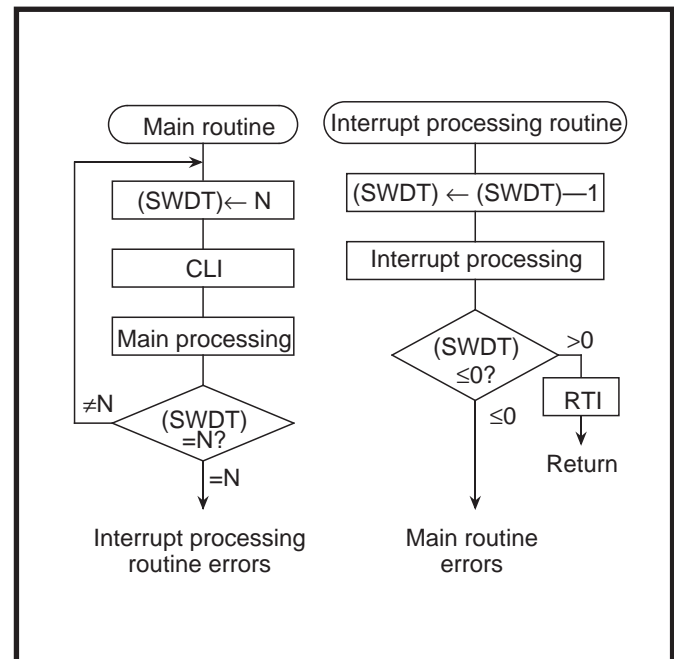 Main routine
(SWDT)← N
CLI
Main processing
(SWDT)
=N?
≠N
=N
Interrupt processing
routine errors
Interrupt processing routine
(SWDT) ← (SWDT)—1
Interrupt processing
(SWDT)
≤0?
>0
RTI
Return
≤0
Main routine
errors